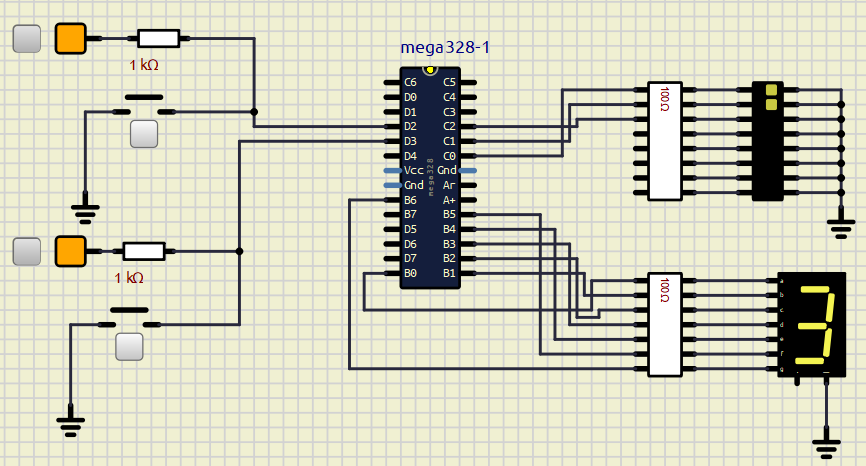 mega328-1
1 kΩ
1 kΩ
C6 C5
D0 C4
D1 C3
D2 C2
D3 C1
D4 C0
Vcc Gnd
Gnd Ar
B6 A+
B7 B5
D5 B4
D6 B3
D7 B2
B0 B1
mega328
100Ω
100Ω
a
b
c
d
e
f
g
3